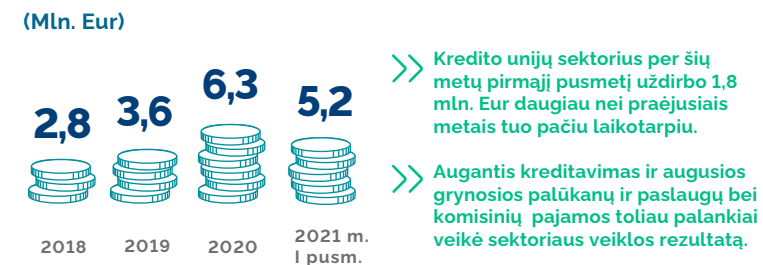 (Mln. Eur)
2,8
3,6
6,3
5,2
2018
2019
2020
2021 m.
I pusm.
Kredito unijų sektorius per šių
metų pirmąjį pusmetį uždirbo 1,8
mln. Eur daugiau nei praėjusiais
metais tuo pačiu laikotarpiu.
Augantis kreditavimas ir augusios
grynosios palūkanų ir paslaugų bei
komisinių pajamos toliau palankiai
veikė sektoriaus veiklos rezultatą.